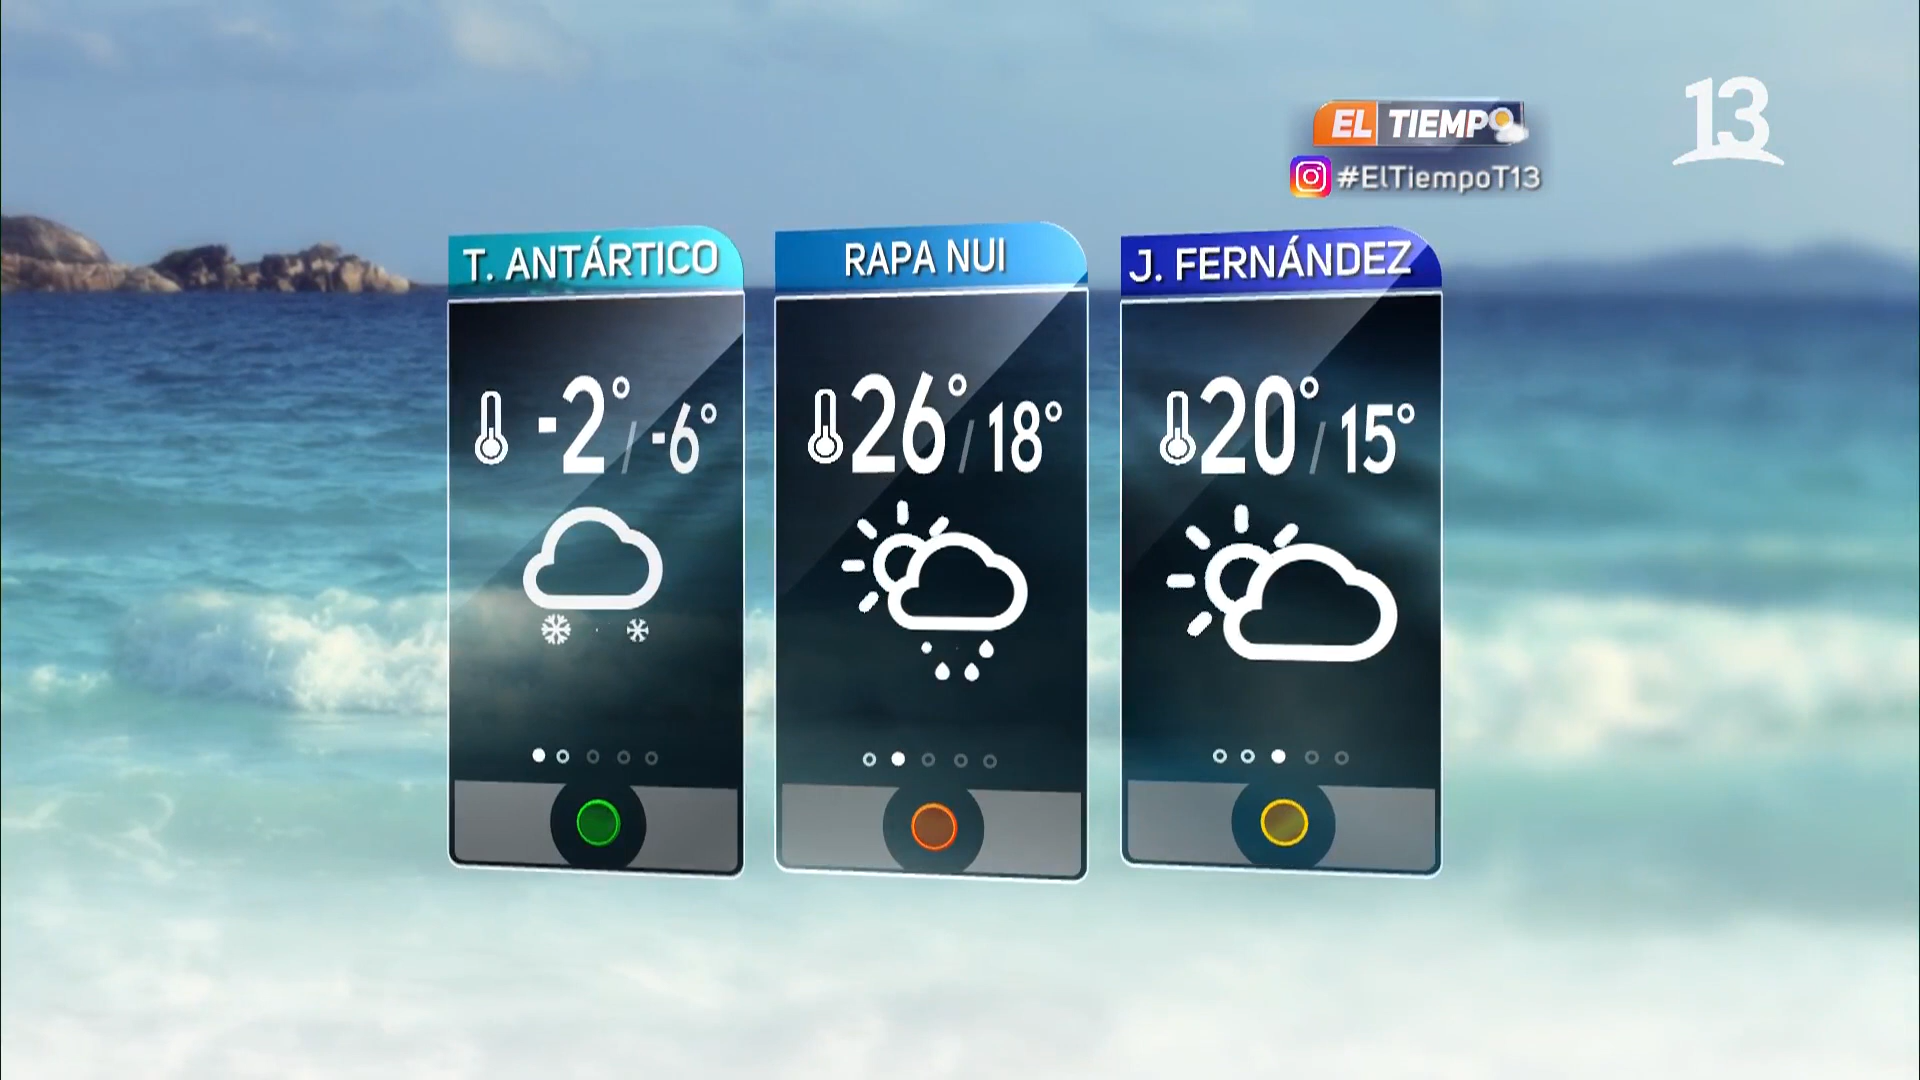 EL TIEMPO
13
#ElTiempoT13
T. ANTÁRTICO
-2°/-6°
RAPA NUI
26°/18°
J. FERNÁNDEZ
20°/15°